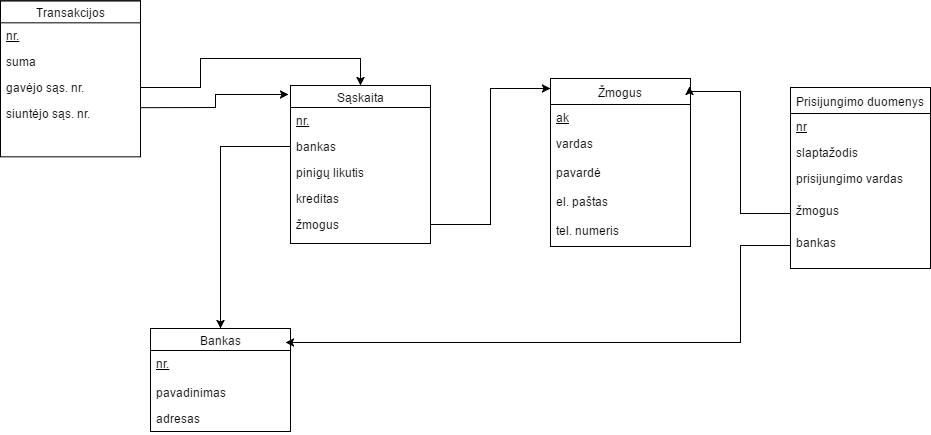 Transakcijos
nr.
suma
gavėjo sąs. nr.
siuntėjo sąs. nr.
Sąskaita
nr.
bankas
pinigų likutis
kreditas
žmogus
Žmogus
ak
vardas
pavardė
el. paštas
tel. numeris
Prisijungimo duomenys
nr
slaptažodis
prisijungimo vardas
žmogus
bankas
Bankas
nr.
pavadinimas
adresas